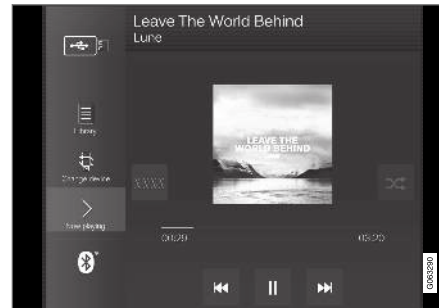 Leave The World Behind
Lune
Library
LEAVE THE
WORLD BEHIND
Change device
XXXX
Now playing
00:29
03:20
G063290